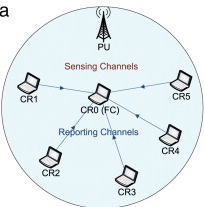 a
PU
Sensing Channels
CR1
CR5
CR0 (FC)
Reporting Channels
CR4
CR2
CR3